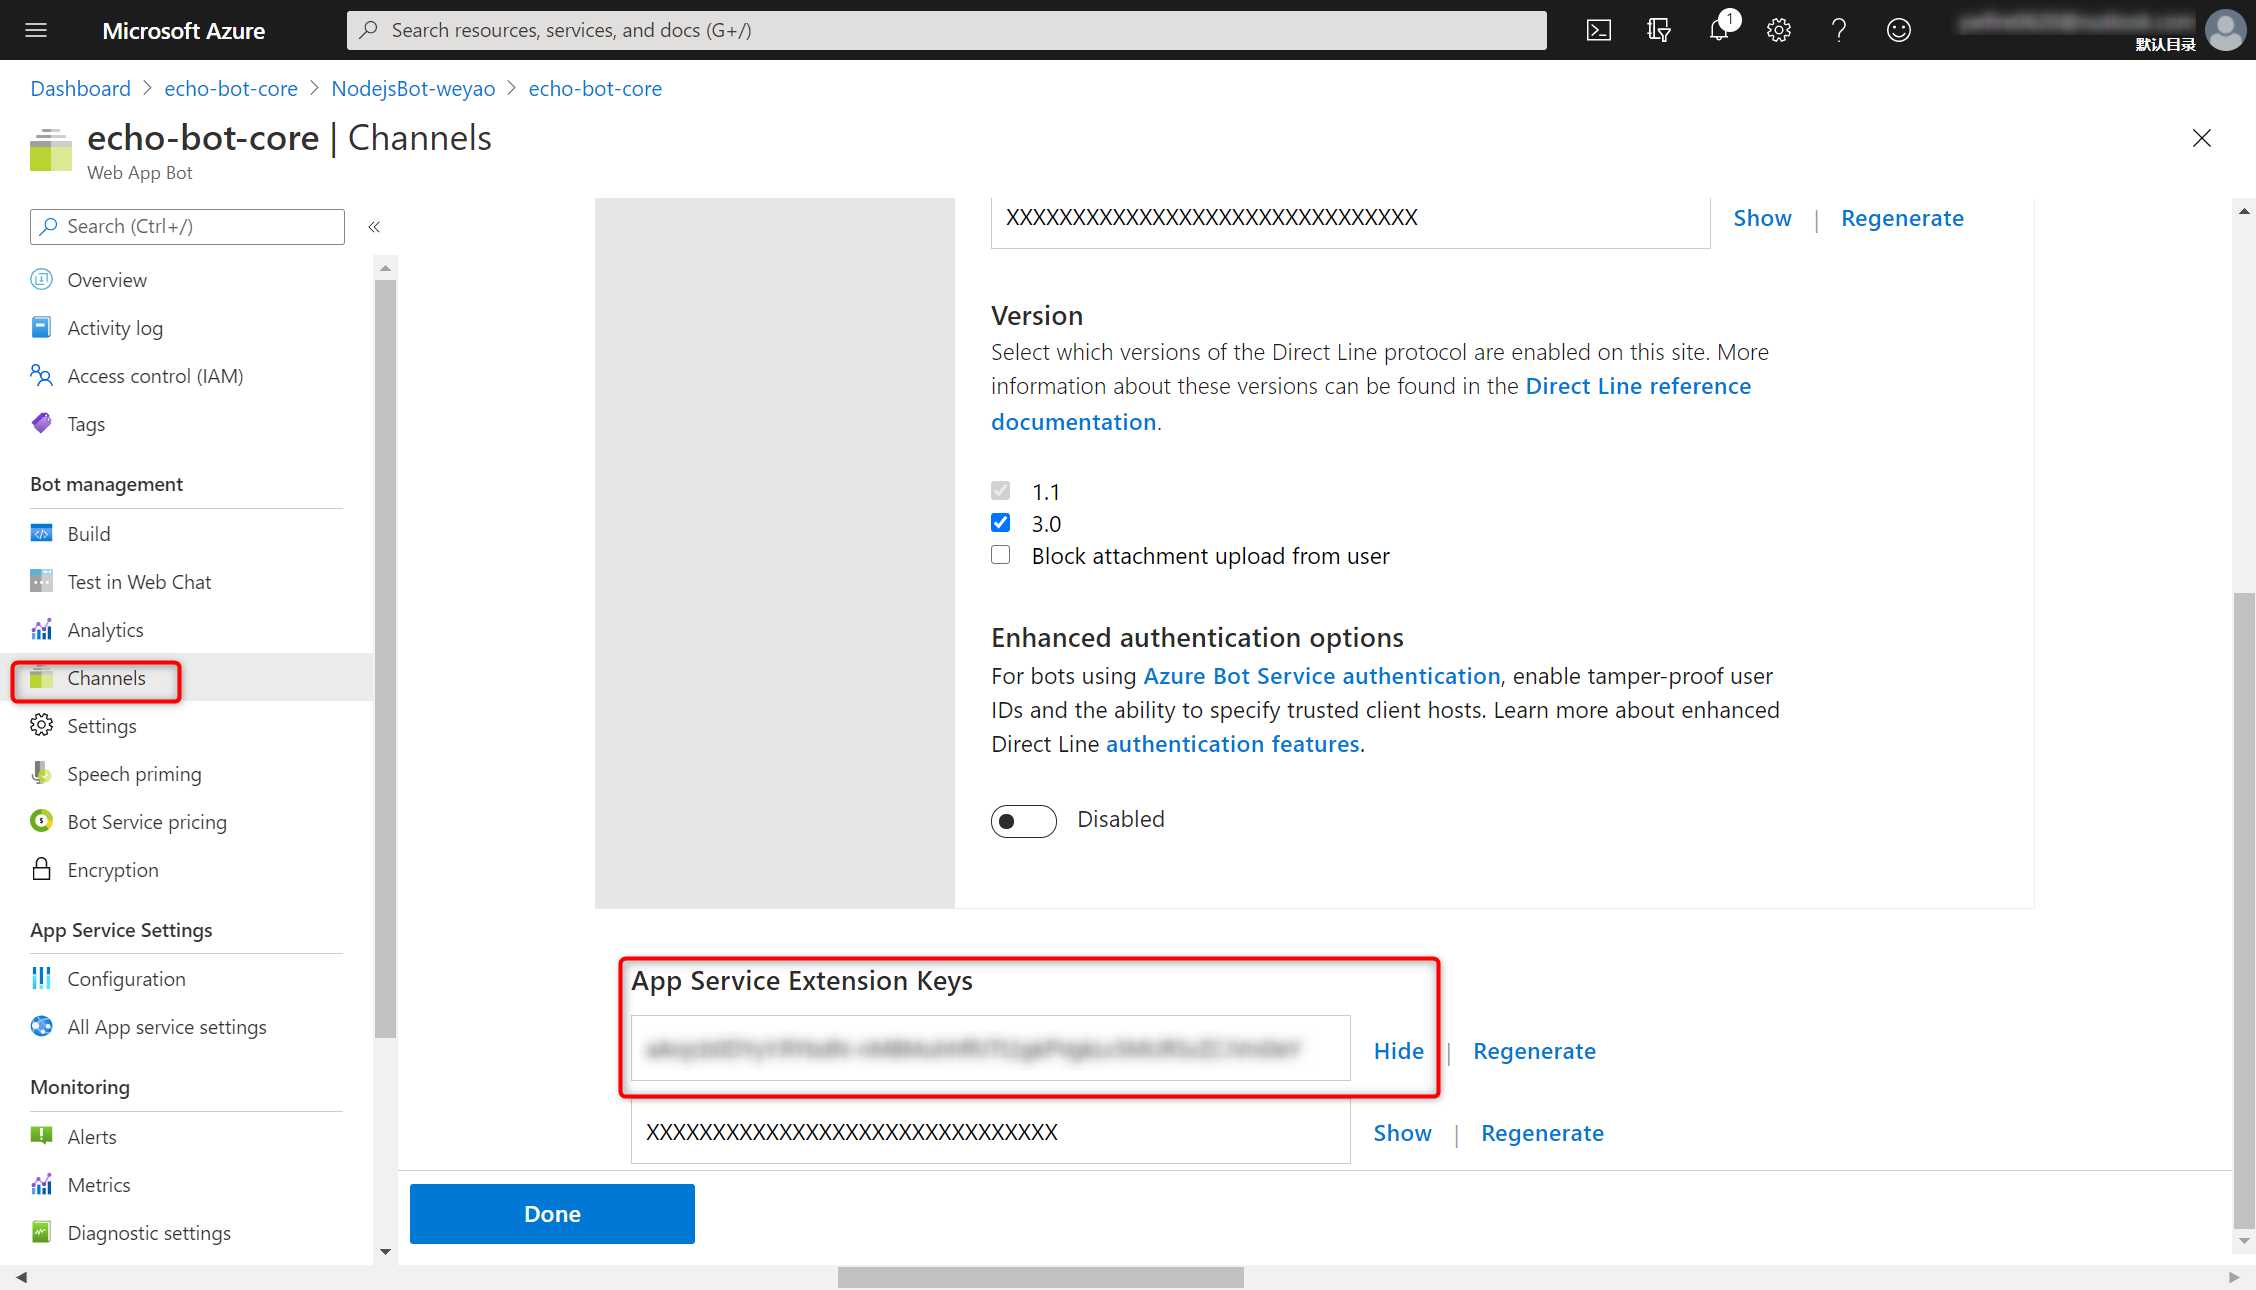 Microsoft Azure
Search resources, services, and docs (G+/)
1
默认目录
Dashboard > echo-bot-core > NodejsBot-weyao > echo-bot-core
echo-bot-core | Channels
Web App Bot
Search (Ctrl+/)
«
Overview
Activity log
Access control (IAM)
Tags
Bot management
Build
Test in Web Chat
Analytics
Channels
Settings
Speech priming
Bot Service pricing
Encryption
App Service Settings
Configuration
All App service settings
Monitoring
Alerts
Metrics
Diagnostic settings
XXXXXXXXXXXXXXXXXXXXXXXXXXXXXXX Show | Regenerate
Version
Select which versions of the Direct Line protocol are enabled on this site. More
information about these versions can be found in the Direct Line reference
documentation.
1.1
3.0
Block attachment upload from user
Enhanced authentication options
For bots using Azure Bot Service authentication, enable tamper-proof user
IDs and the ability to specify trusted client hosts. Learn more about enhanced
Direct Line authentication features.
Disabled
App Service Extension Keys
Hide | Regenerate
XXXXXXXXXXXXXXXXXXXXXXXXXXXXXXX Show | Regenerate
Done